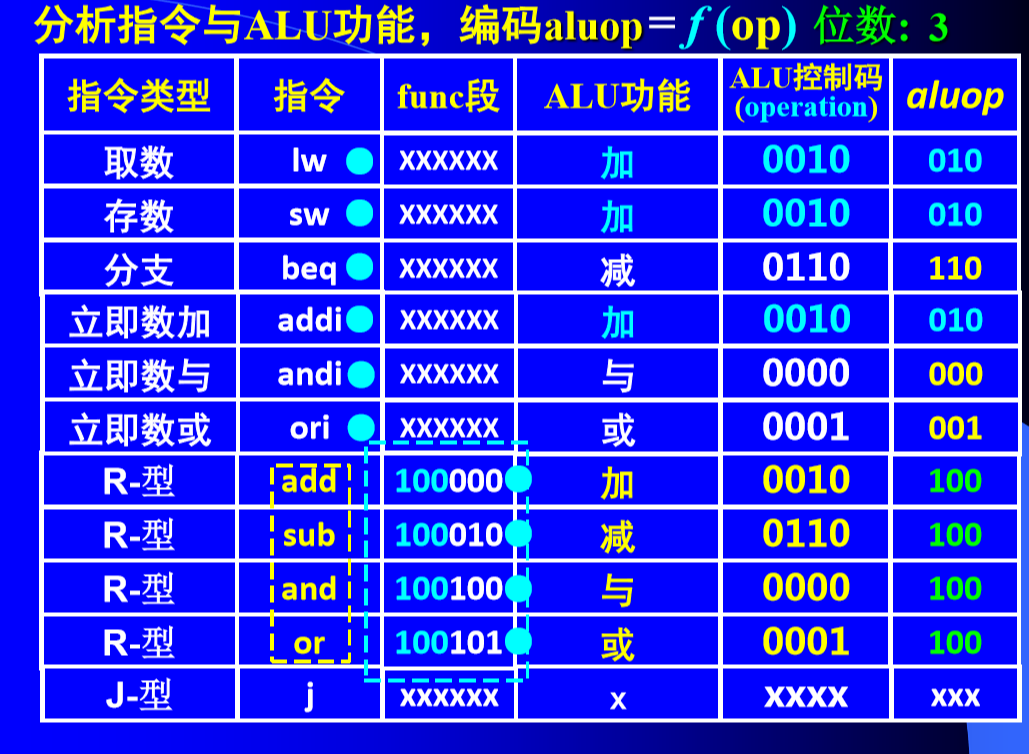 分析指令与ALU功能，编码aluop=f(op) 位数: 3
指令类型 指令 func段 ALU功能 ALU控制码 (operation) aluop
取数 lw xxxxxx 加 0010 010
存数 sw xxxxxx 加 0010 010
分支 beq xxxxxx 减 0110 110
立即数加 addi xxxxxx 加 0010 010
立即数与 andi xxxxxx 与 0000 000
立即数或 ori xxxxxx 或 0001 001
R-型 add 100000 加 0010 100
R-型 sub 100010 减 0110 100
R-型 and 100100 与 0000 100
R-型 or 100101 或 0001 100
J-型 j xxxxxx x xxxx xxx